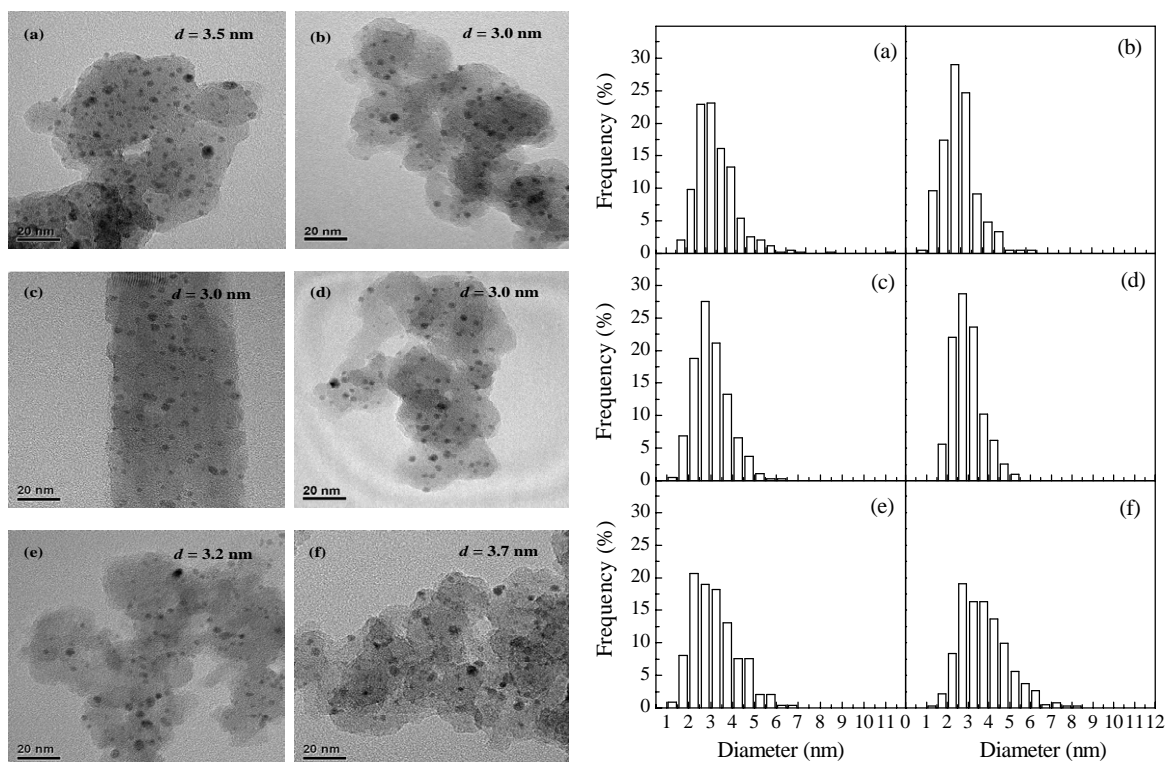 (a) d = 3.5 nm
20 nm
(b) d = 3.0 nm
20 nm
(c) d = 3.0 nm
20 nm
(d) d = 3.0 nm
20 nm
(e) d = 3.2 nm
20 nm
(f) d = 3.7 nm
20 nm
(a)
30
25
20
15
10
5
0
Frequency (%)
(b)
(c)
30
25
20
15
10
5
0
Frequency (%)
(d)
(e)
30
25
20
15
10
5
0
Frequency (%)
1 2 3 4 5 6 7 8 9 10 11
Diameter (nm)
(f)
0 1 2 3 4 5 6 7 8 9 10 11 12
Diameter (nm)